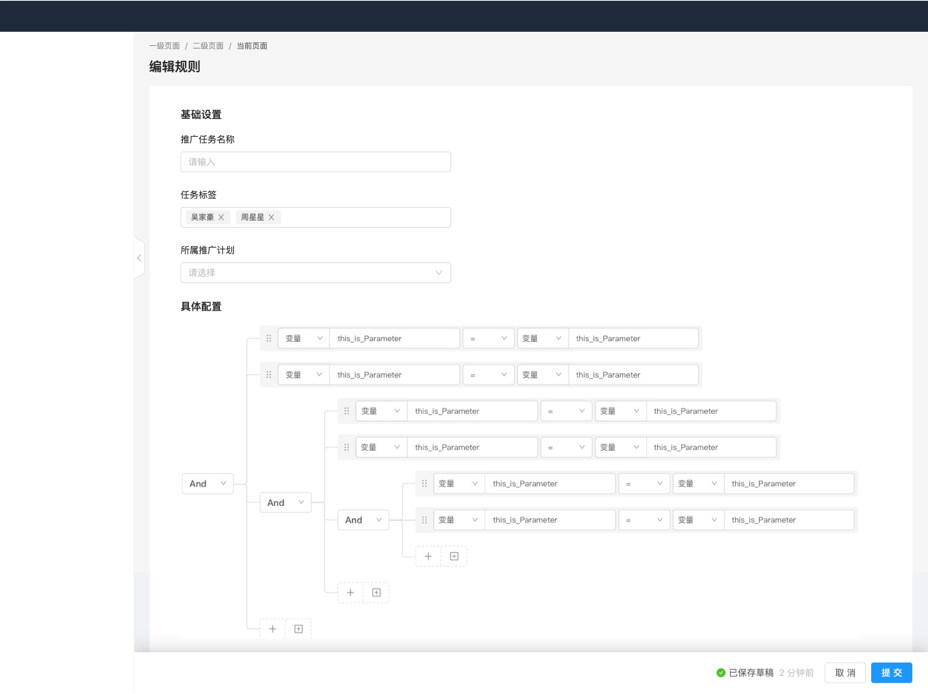 一级页面 / 二级页面 / 当前页面
编辑规则
基础设置
推广任务名称
请输入
任务标签
吴家豪 周星星
所属推广计划
请选择
具体配置
变量 this_is_Parameter = 变量 this_is_Parameter
变量 this_is_Parameter = 变量 this_is_Parameter
变量 this_is_Parameter = 变量 this_is_Parameter
变量 this_is_Parameter = 变量 this_is_Parameter
And 变量 this_is_Parameter = 变量 this_is_Parameter
And
And 变量 this_is_Parameter = 变量 this_is_Parameter
已保存草稿 2 分钟前 取 消 提 交